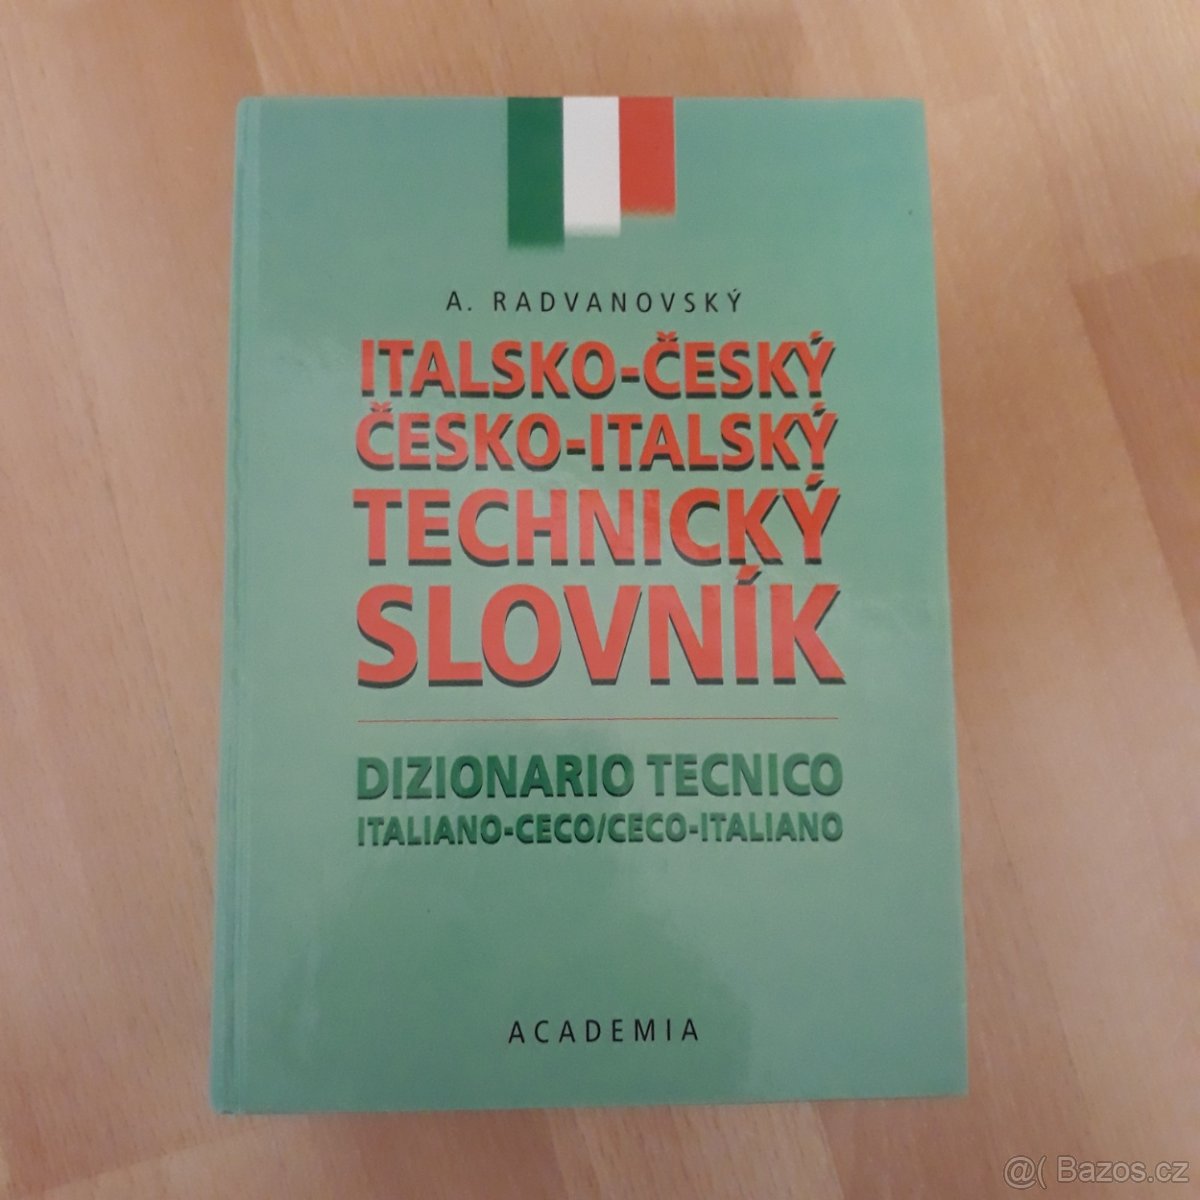 A. RADVANOVSKÝ
ITALSKO-ČESKÝ
ČESKO-ITALSKÝ
TECHNICKÝ
SLOVNÍK
DIZIONARIO TECNICO
ITALIANO-CECO/CECO-ITALIANO
ACADEMIA
@( Bazos.cz